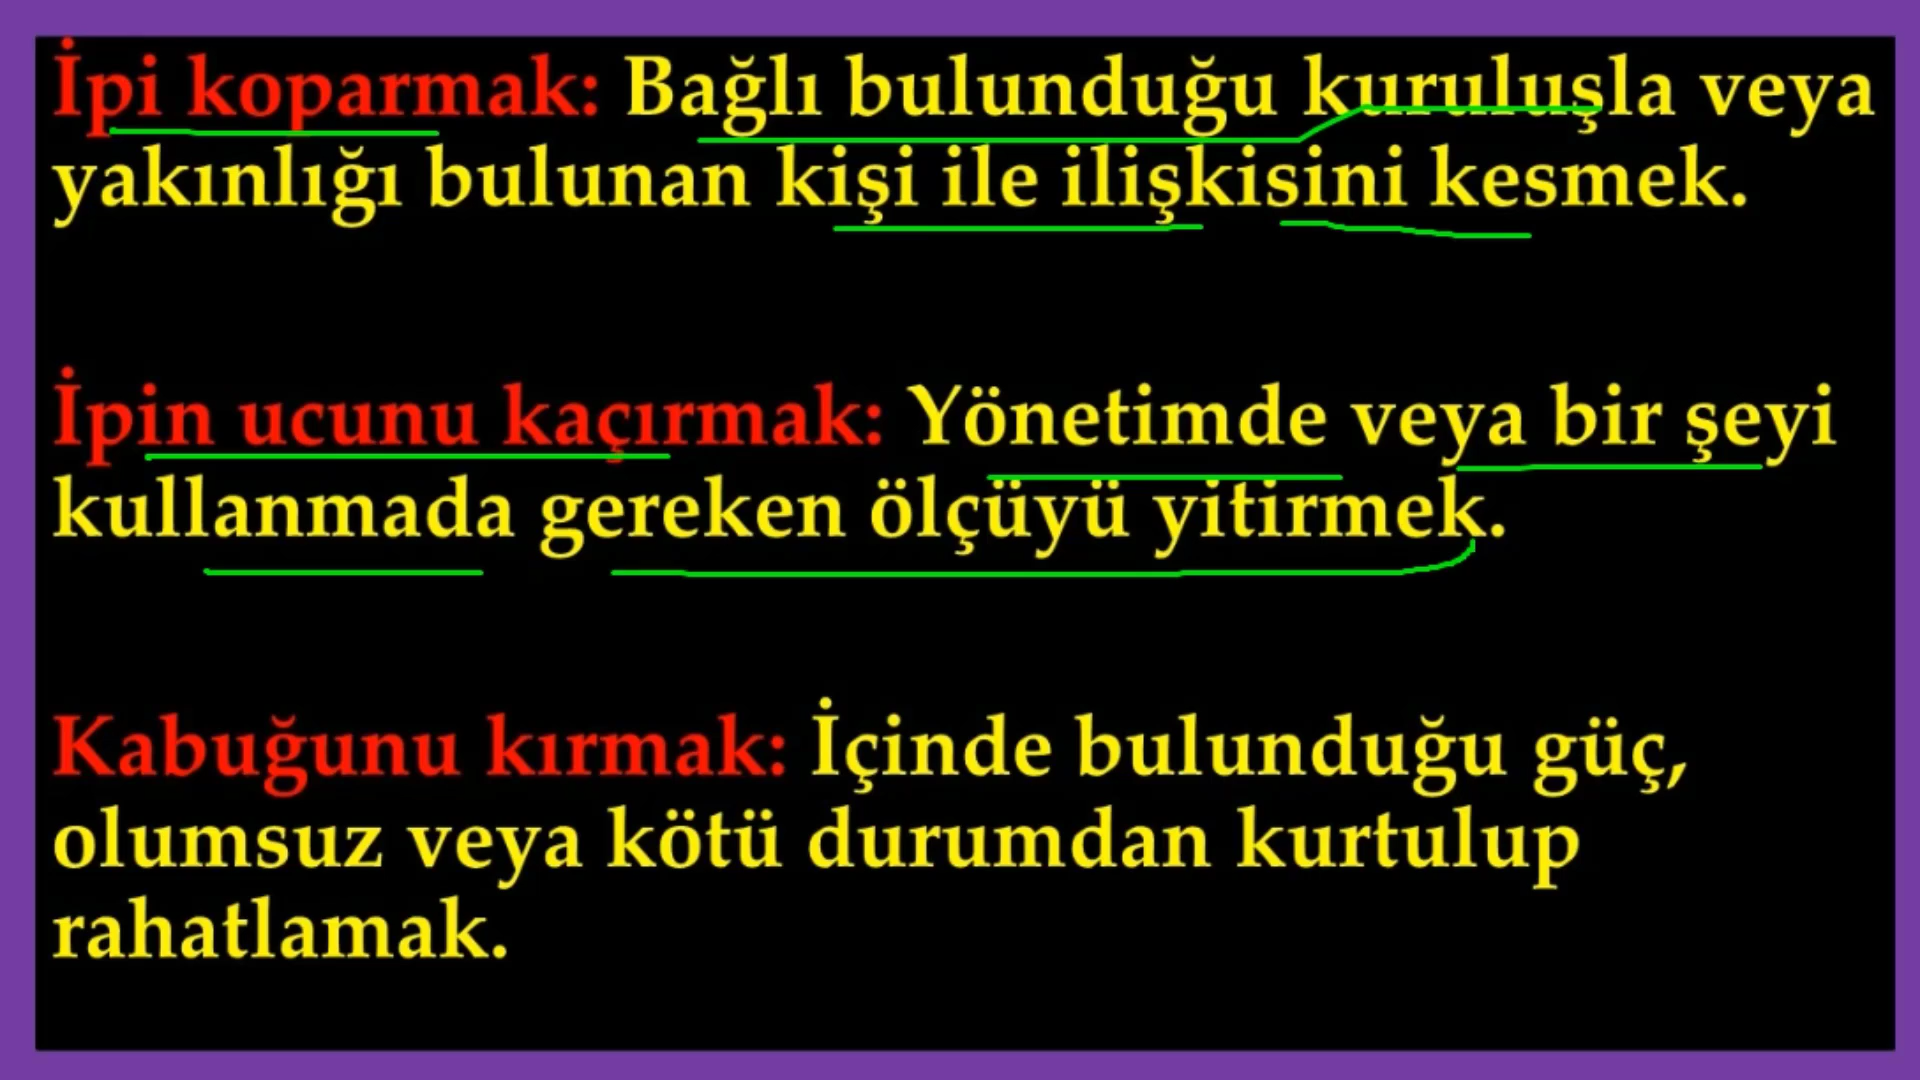 İpi koparmak: Bağlı bulunduğu kuruluşla veya
yakınlığı bulunan kişi ile ilişkisini kesmek.
İpin ucunu kaçırmak: Yönetimde veya bir şeyi
kullanmada gereken ölçüyü yitirmek.
Kabuğunu kırmak: İçinde bulunduğu güç,
olumsuz veya kötü durumdan kurtulup
rahatlamak.